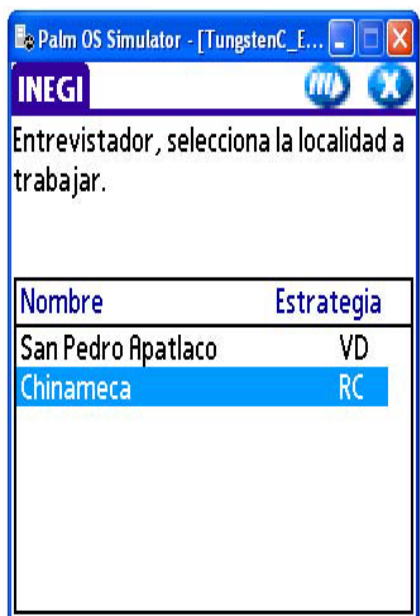 Palm OS Simulator - [TungstenC_E...
INEGI
Entrevistador, selecciona la localidad a
trabajar.
Nombre Estrategia
San Pedro Apatlaco VD
Chinameca RC